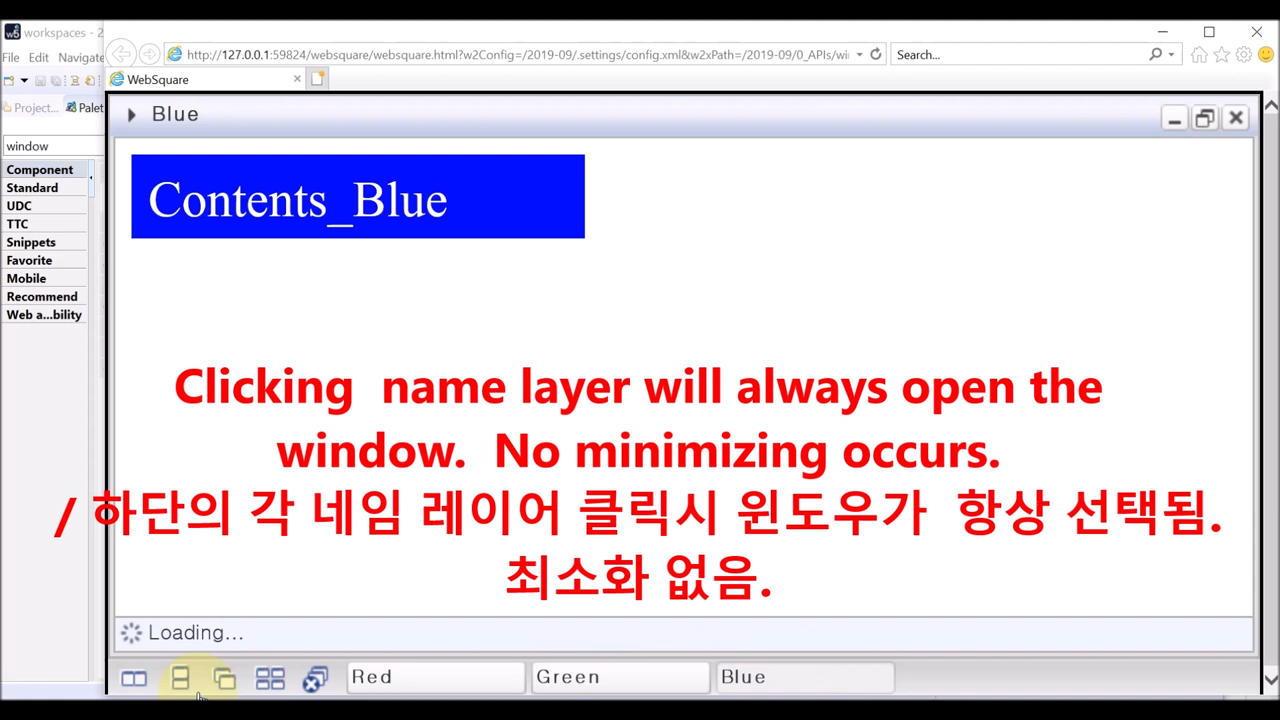 workspaces - 2
File Edit Navigate
http://127.0.0.1:59824/websquare/websquare.html?w2Config=/2019-09/.settings/config.xml&w2xPath=/2019-09/0_APIs/wi
Search...
WebSquare
Project... Palet
Blue
window
Component
Standard
UDC
TTC
Snippets
Favorite
Mobile
Recommend
Web a...bility
Contents_Blue
Clicking name layer will always open the
window. No minimizing occurs.
/ 하단의 각 네임 레이어 클릭시 윈도우가 항상 선택됨.
최소화 없음.
Loading...
Red Green Blue